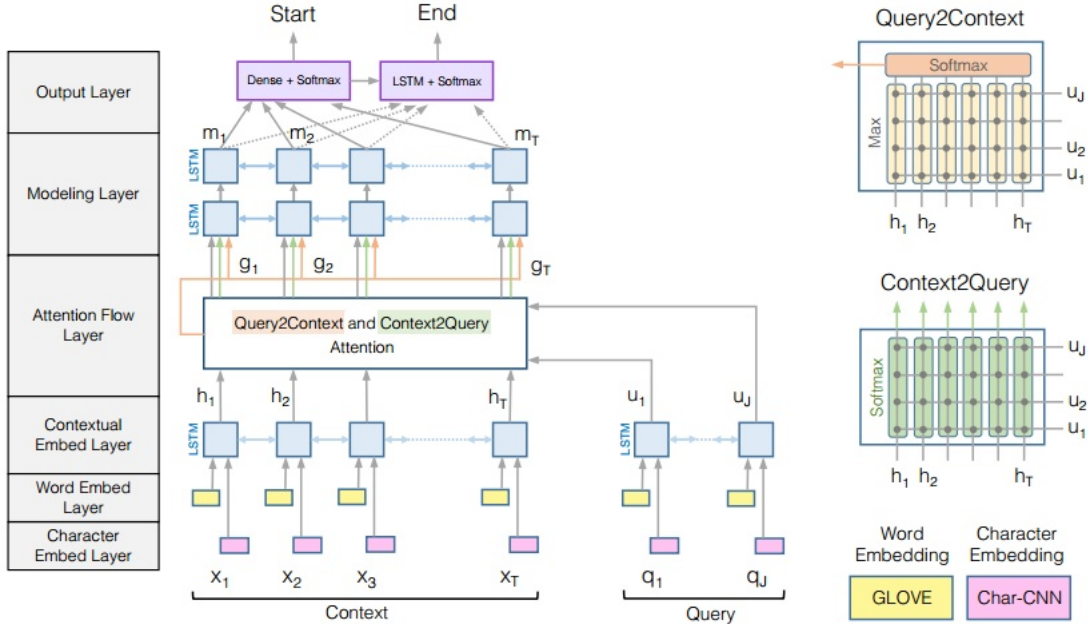 Start
End
Query2Context
Output Layer
Dense + Softmax
LSTM + Softmax
Softmax
Max
u_J
u_2
u_1
h_1
h_2
h_T
m_1
m_2
m_T
Modeling Layer
LSTM
LSTM
g_1
g_2
g_T
Attention Flow
Layer
Query2Context and Context2Query
Attention
Context2Query
Softmax
u_J
u_2
u_1
h_1
h_2
h_T
h_1
h_2
h_T
u_1
u_J
Contextual
Embed Layer
LSTM
LSTM
Word Embed
Layer
Character
Embed Layer
x_1
x_2
x_3
x_T
q_1
q_J
Context
Query
Word
Embedding
Character
Embedding
GLOVE
Char-CNN